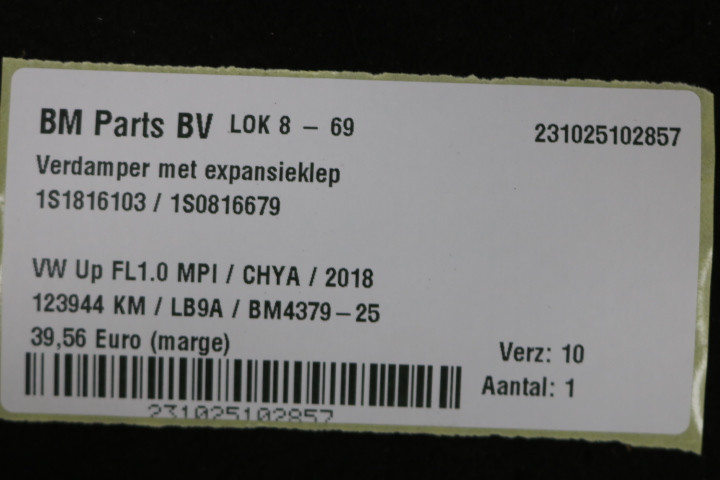 BM Parts BV LOK 8 - 69 231025102857
Verdamper met expansieklep
1S1816103 / 1S0816679
VW Up FL1.0 MPI / CHYA / 2018
123944 KM / LB9A / BM4379-25
39,56 Euro (marge)
Verz: 10
Aantal: 1
231025102857